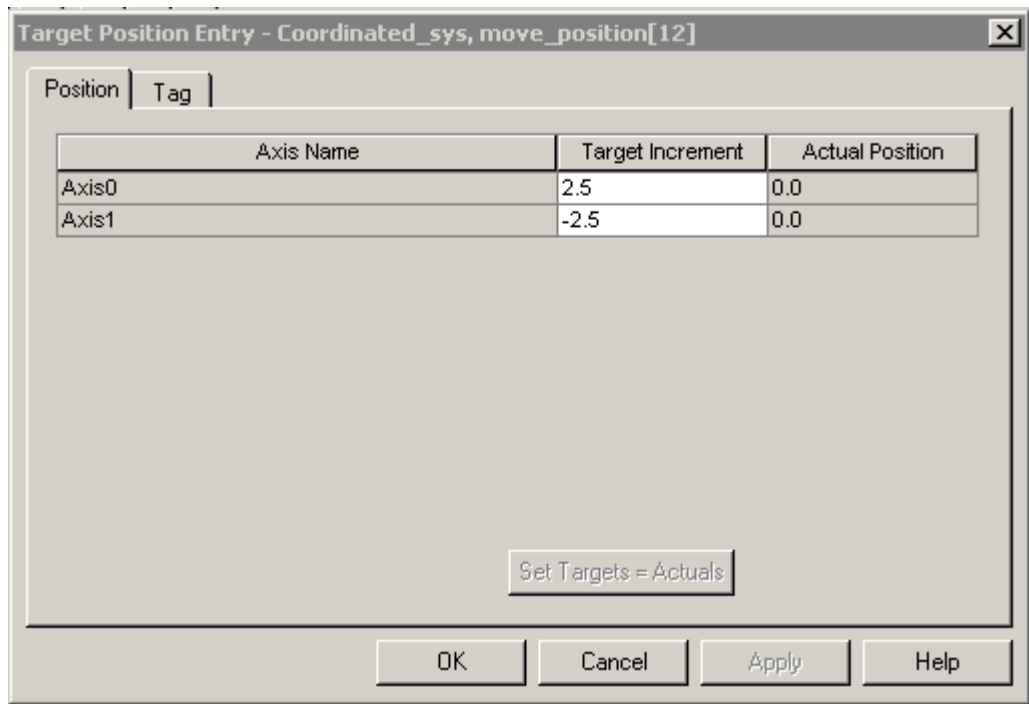 Target Position Entry - Coordinated_sys, move_position[12]
Position Tag
Axis Name Target Increment Actual Position
Axis0 2.5 0.0
Axis1 -2.5 0.0
Set Targets = Actuals
OK Cancel Apply Help